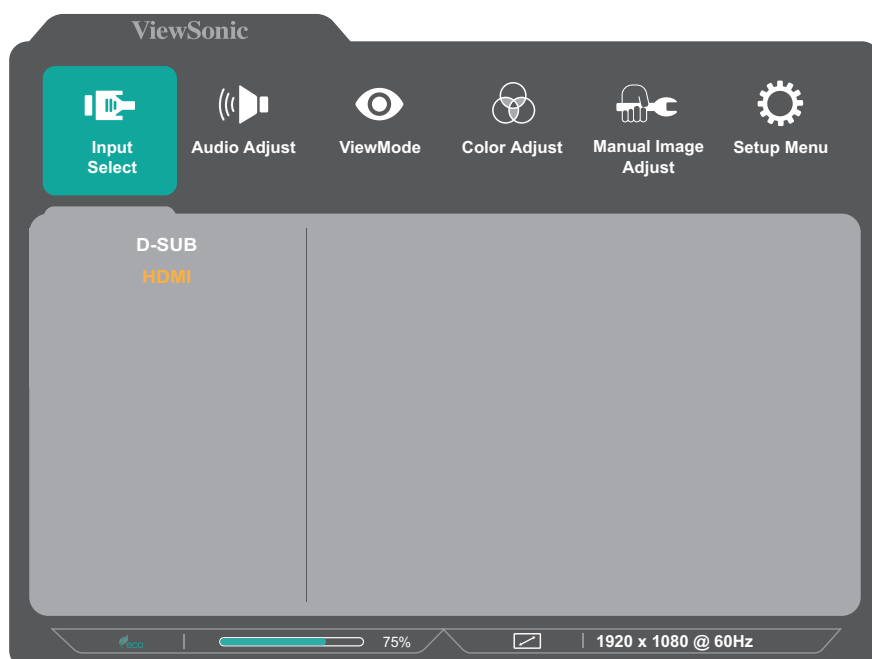 ViewSonic
Input
Select
Audio Adjust
ViewMode
Color Adjust
Manual Image
Adjust
Setup Menu
D-SUB
HDMI
eco
75%
1920 x 1080 @ 60Hz